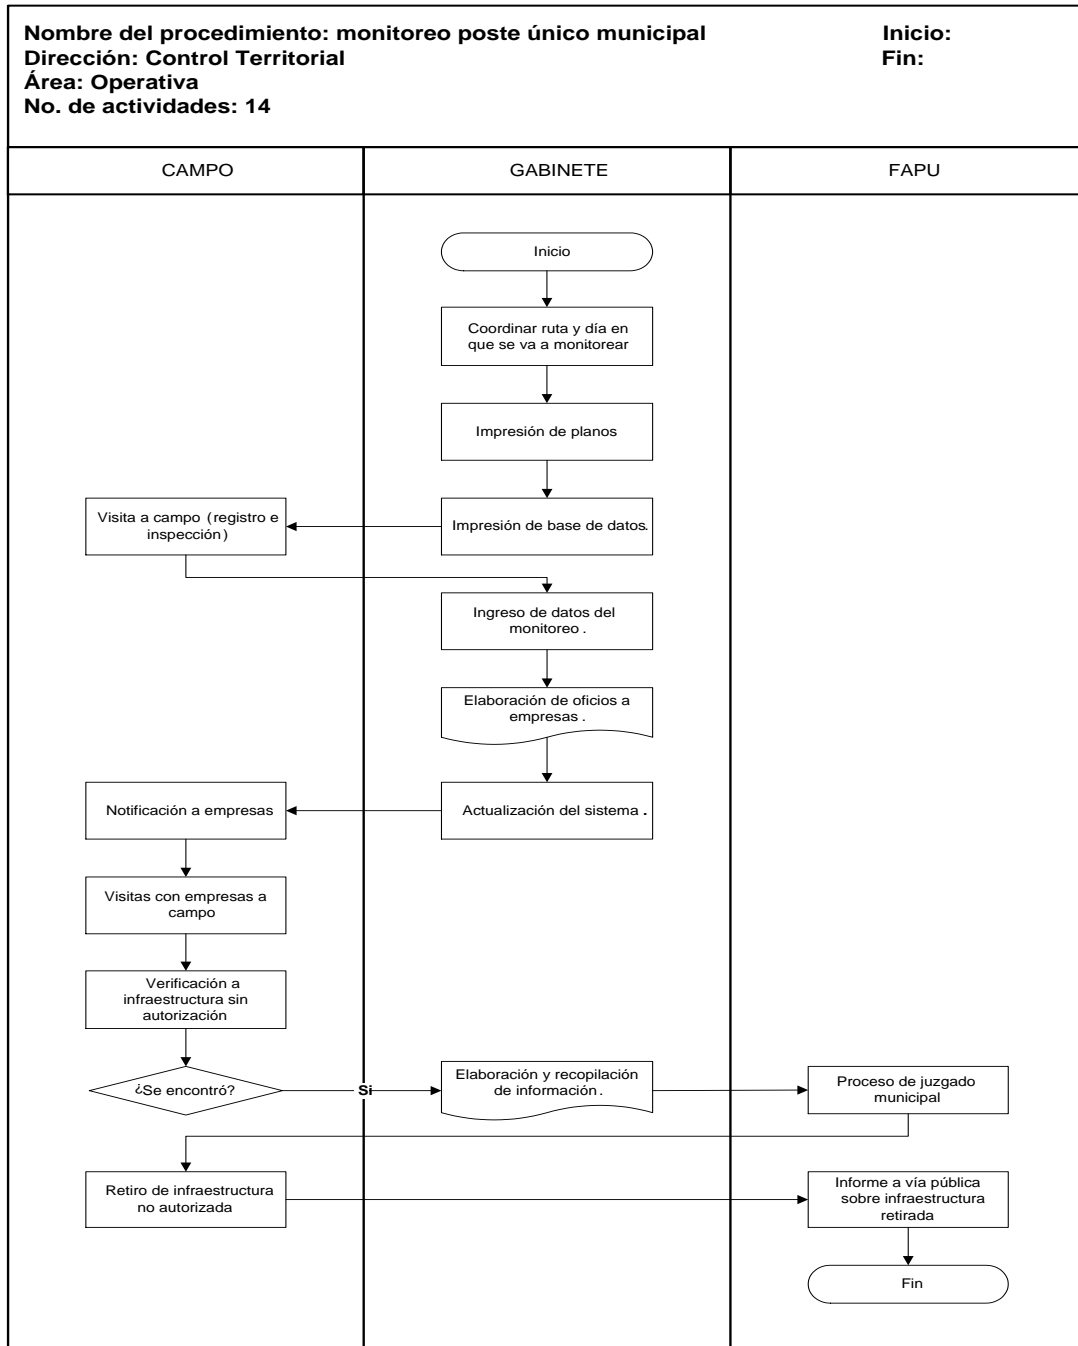 Nombre del procedimiento: monitoreo poste único municipal
Inicio:
Dirección: Control Territorial
Fin:
Área: Operativa
No. de actividades: 14
CAMPO
GABINETE
FAPU
Inicio
Coordinar ruta y día en
que se va a monitorear
Impresión de planos
Visita a campo (registro e
inspección)
Impresión de base de datos.
Ingreso de datos del
monitoreo .
Elaboración de oficios a
empresas .
Notificación a empresas
Actualización del sistema .
Visitas con empresas a
campo
Verificación a
infraestructura sin
autorización
¿Se encontró?
Si
Elaboración y recopilación
de información .
Proceso de juzgado
municipal
Retiro de infraestructura
no autorizada
Informe a vía pública
sobre infraestructura
retirada
Fin